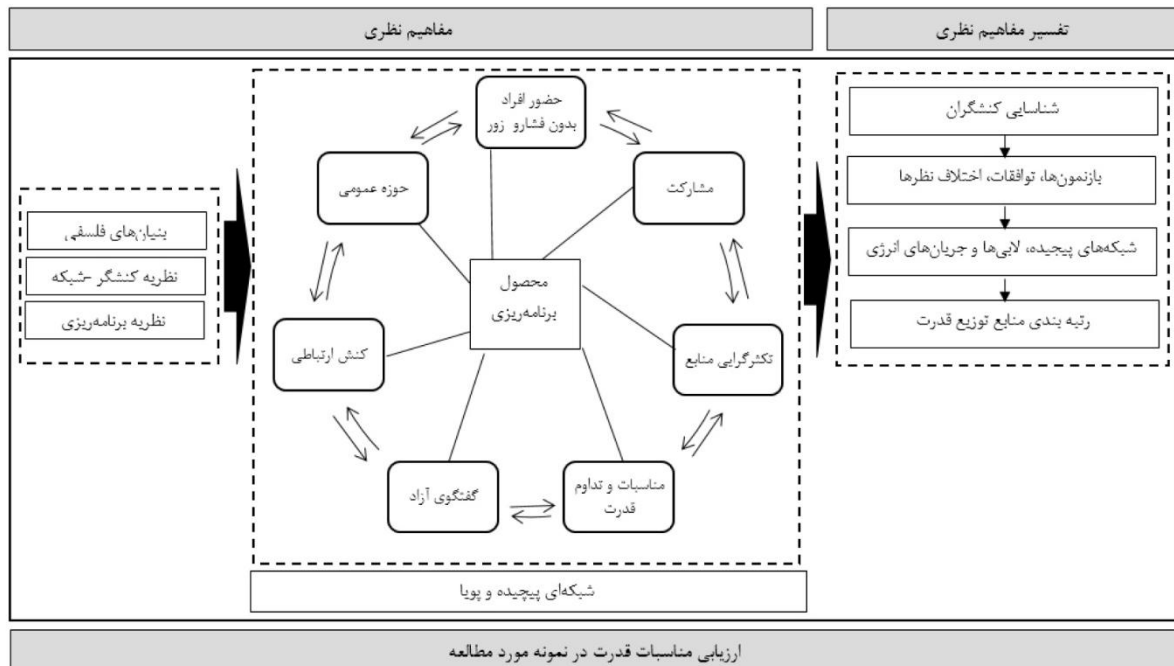 تفسیر مفاهیم نظری
مفاهیم نظری
شناسایی کنشگران
بازنمون‌ها، توافقات، اختلاف نظرها
شبکه‌های پیچیده، لابی‌ها و جریان‌های انرژی
رتبه بندی منابع توزیع قدرت
حضور افراد
بدون فشارو زور
مشارکت
تکثرگرایی منابع
مناسبات و تداوم
قدرت
گفتگوی آزاد
کنش ارتباطی
حوزه عمومی
محصول
برنامه‌ریزی
شبکه‌ای پیچیده و پویا
بنیان‌های فلسفی
نظریه کنشگر -شبکه
نظریه برنامه‌ریزی
ارزیابی مناسبات قدرت در نمونه مورد مطالعه